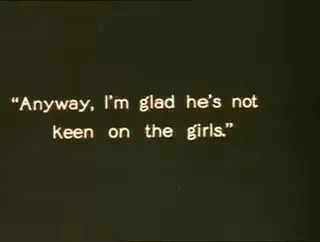 “Anyway, I'm glad he's not
keen on the girls.”